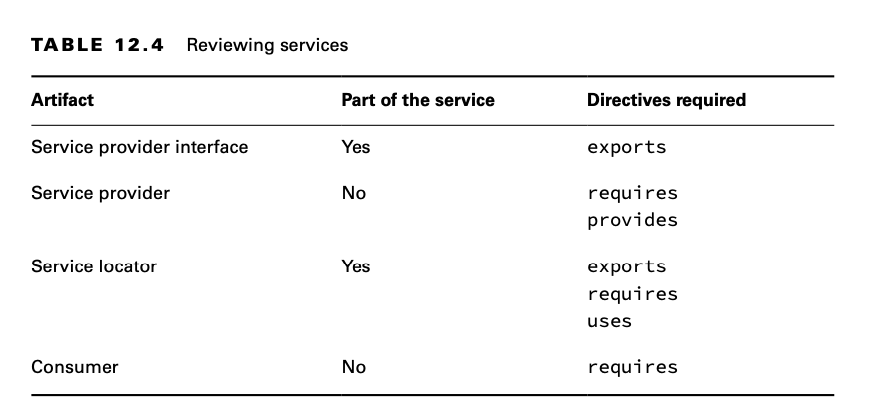 TABLE 12.4 Reviewing services
Artifact Part of the service Directives required
Service provider interface Yes exports
Service provider No requires
provides
Service locator Yes exports
requires
uses
Consumer No requires